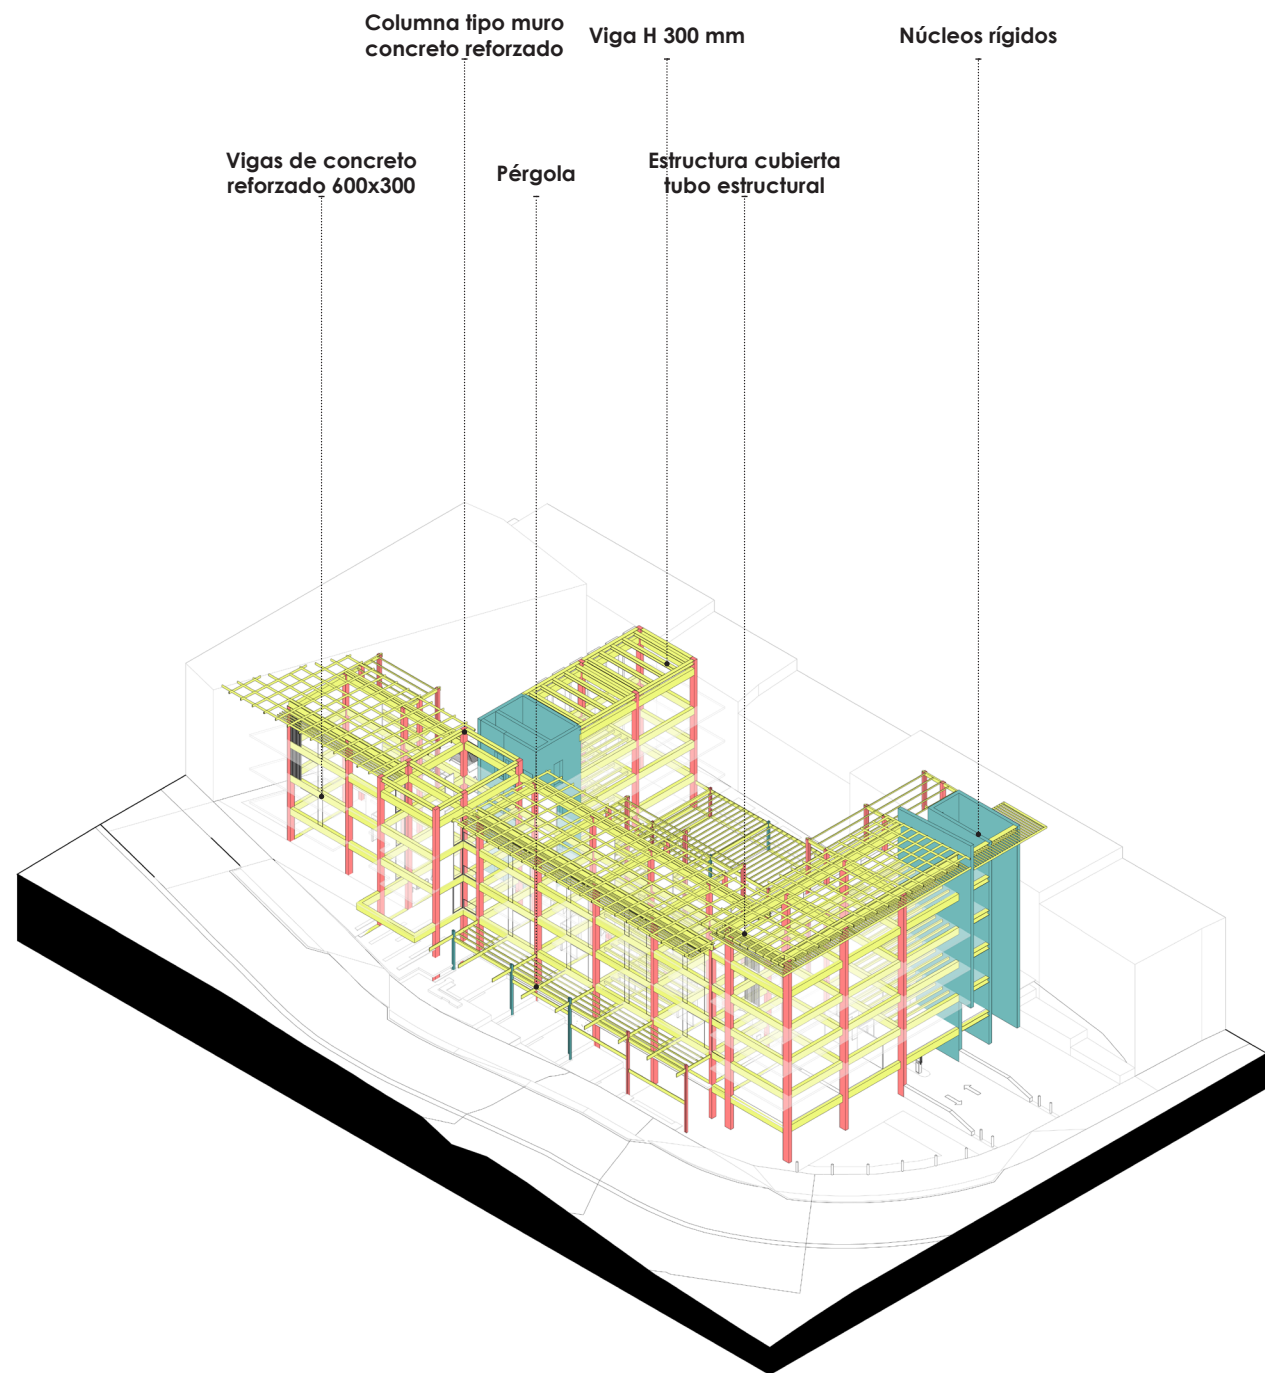 Columna tipo muro
concreto reforzado
Viga H 300 mm
Núcleos rígidos
Vigas de concreto
reforzado 600x300
Pérgola
Estructura cubierta
tubo estructural